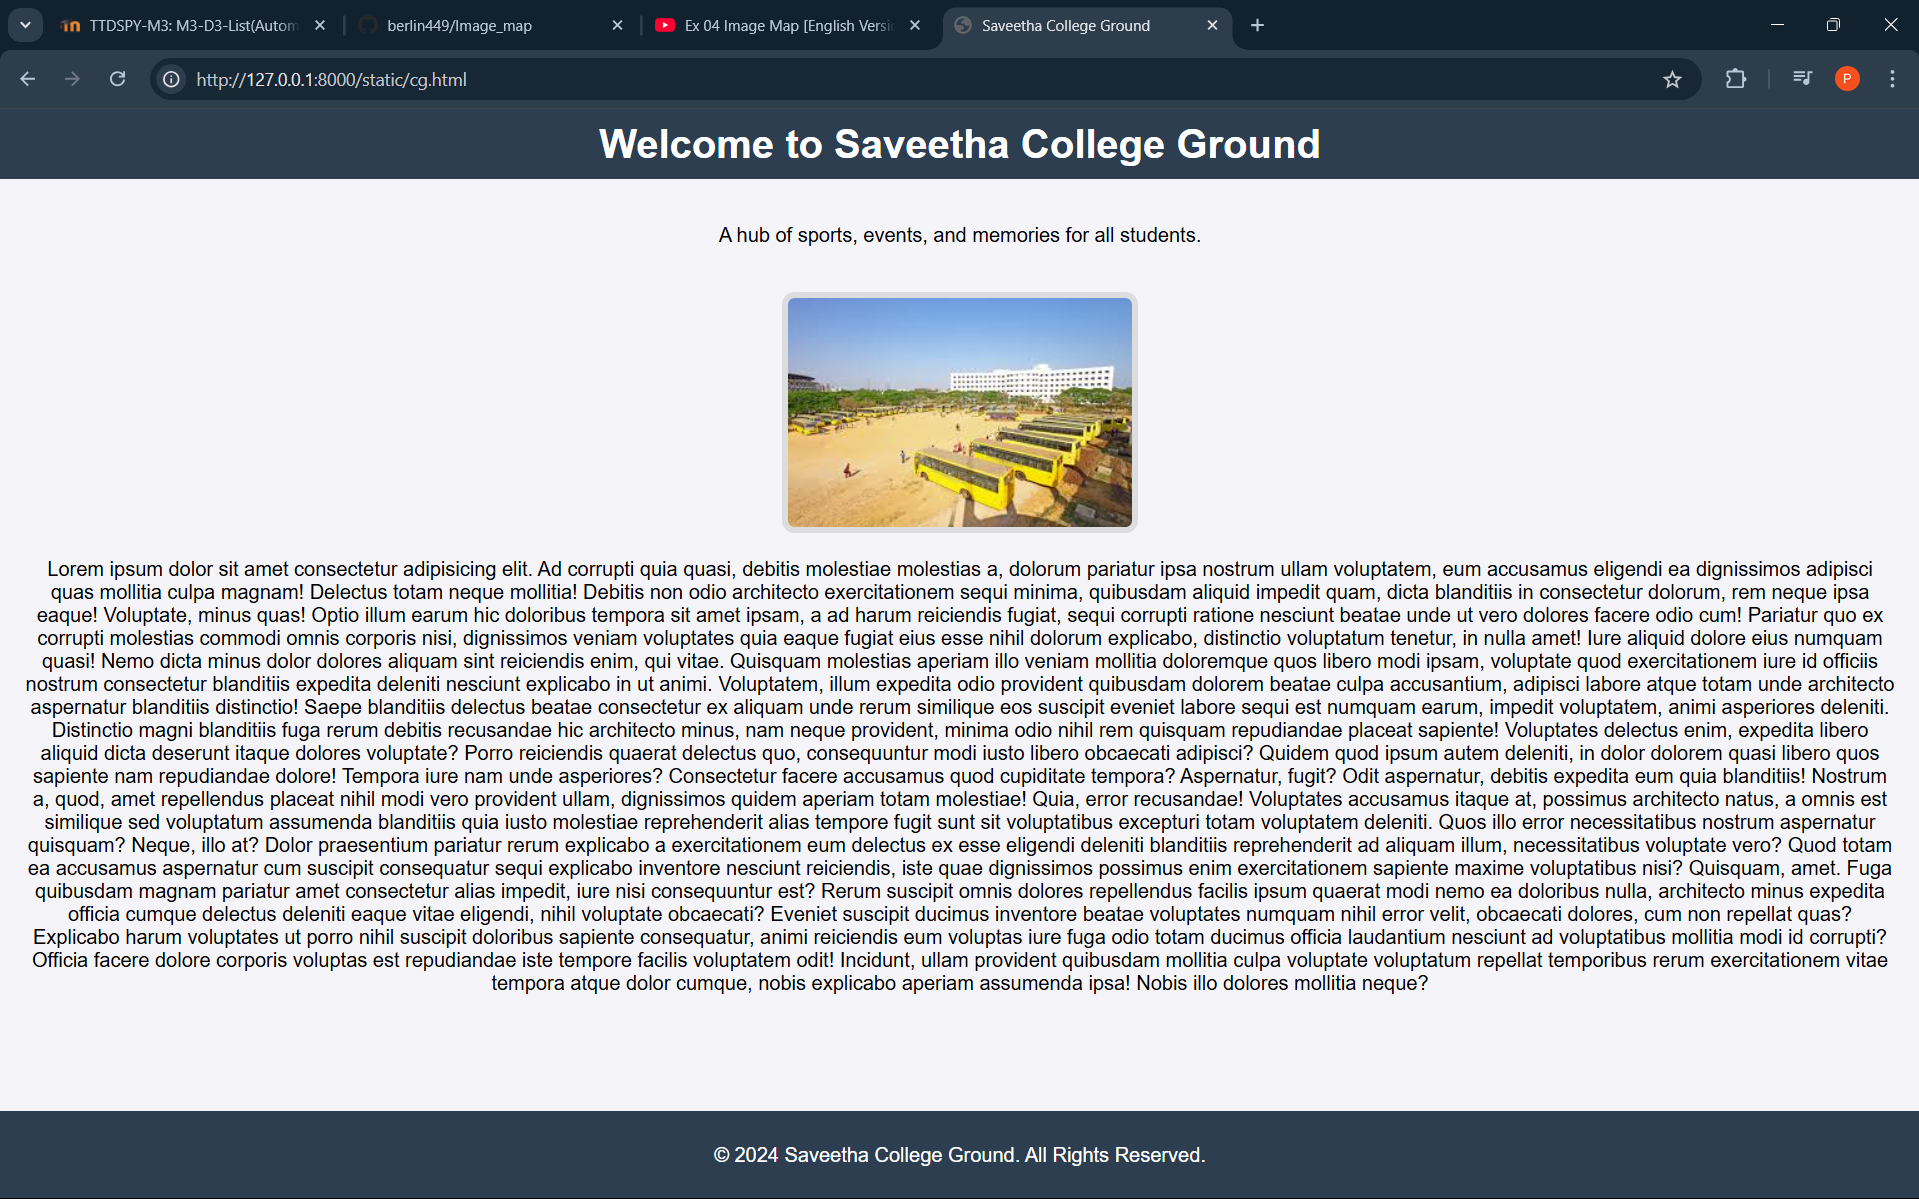 TTDSPY-M3: M3-D3-List(Autom
berlin449/Image_map
Ex 04 Image Map [English Versi
Saveetha College Ground
http://127.0.0.1:8000/static/cg.html
P
Welcome to Saveetha College Ground
A hub of sports, events, and memories for all students.
Lorem ipsum dolor sit amet consectetur adipisicing elit. Ad corrupti quia quasi, debitis molestiae molestias a, dolorum pariatur ipsa nostrum ullam voluptatem, eum accusamus eligendi ea dignissimos adipisci
quas mollitia culpa magnam! Delectus totam neque mollitia! Debitis non odio architecto exercitationem sequi minima, quibusdam aliquid impedit quam, dicta blanditiis in consectetur dolorum, rem neque ipsa
eaque! Voluptate, minus quas! Optio illum earum hic doloribus tempora sit amet ipsam, a ad harum reiciendis fugiat, sequi corrupti ratione nesciunt beatae unde ut vero dolores facere odio cum! Pariatur quo ex
corrupti molestias commodi omnis corporis nisi, dignissimos veniam voluptates quia eaque fugiat eius esse nihil dolorum explicabo, distinctio voluptatum tenetur, in nulla amet! Iure aliquid dolore eius numquam
quasi! Nemo dicta minus dolor dolores aliquam sint reiciendis enim, qui vitae. Quisquam molestias aperiam illo veniam mollitia doloremque quos libero modi ipsam, voluptate quod exercitationem iure id officiis
nostrum consectetur blanditiis expedita deleniti nesciunt explicabo in ut animi. Voluptatem, illum expedita odio provident quibusdam dolorem beatae culpa accusantium, adipisci labore atque totam unde architecto
aspernatur blanditiis distinctio! Saepe blanditiis delectus beatae consectetur ex aliquam unde rerum similique eos suscipit eveniet labore sequi est numquam earum, impedit voluptatem, animi asperiores deleniti.
Distinctio magni blanditiis fuga rerum debitis recusandae hic architecto minus, nam neque provident, minima odio nihil rem quisquam repudiandae placeat sapiente! Voluptates delectus enim, expedita libero
aliquid dicta deserunt itaque dolores voluptate? Porro reiciendis quaerat delectus quo, consequuntur modi iusto libero obcaecati adipisci? Quidem quod ipsum autem deleniti, in dolor dolorem quasi libero quos
sapiente nam repudiandae dolore! Tempora iure nam unde asperiores? Consectetur facere accusamus quod cupiditate tempora? Aspernatur, fugit? Odit aspernatur, debitis expedita eum quia blanditiis! Nostrum
a, quod, amet repellendus placeat nihil modi vero provident ullam, dignissimos quidem aperiam totam molestiae! Quia, error recusandae! Voluptates accusamus itaque at, possimus architecto natus, a omnis est
similique sed voluptatum assumenda blanditiis quia iusto molestiae reprehenderit alias tempore fugit sunt sit voluptatibus excepturi totam voluptatem deleniti. Quos illo error necessitatibus nostrum aspernatur
quisquam? Neque, illo at? Dolor praesentium pariatur rerum explicabo a exercitationem eum delectus ex esse eligendi deleniti blanditiis reprehenderit ad aliquam illum, necessitatibus voluptate vero? Quod totam
ea accusamus aspernatur cum suscipit consequatur sequi explicabo inventore nesciunt reiciendis, iste quae dignissimos possimus enim exercitationem sapiente maxime voluptatibus nisi? Quisquam, amet. Fuga
quibusdam magnam pariatur amet consectetur alias impedit, iure nisi consequuntur est? Rerum suscipit omnis dolores repellendus facilis ipsum quaerat modi nemo ea doloribus nulla, architecto minus expedita
officia cumque delectus deleniti eaque vitae eligendi, nihil voluptate obcaecati? Eveniet suscipit ducimus inventore beatae voluptates numquam nihil error velit, obcaecati dolores, cum non repellat quas?
Explicabo harum voluptates ut porro nihil suscipit doloribus sapiente consequatur, animi reiciendis eum voluptas iure fuga odio totam ducimus officia laudantium nesciunt ad voluptatibus mollitia modi id corrupti?
Officia facere dolore corporis voluptas est repudiandae iste tempore facilis voluptatem odit! Incidunt, ullam provident quibusdam mollitia culpa voluptate voluptatum repellat temporibus rerum exercitationem vitae
tempora atque dolor cumque, nobis explicabo aperiam assumenda ipsa! Nobis illo dolores mollitia neque?
© 2024 Saveetha College Ground. All Rights Reserved.